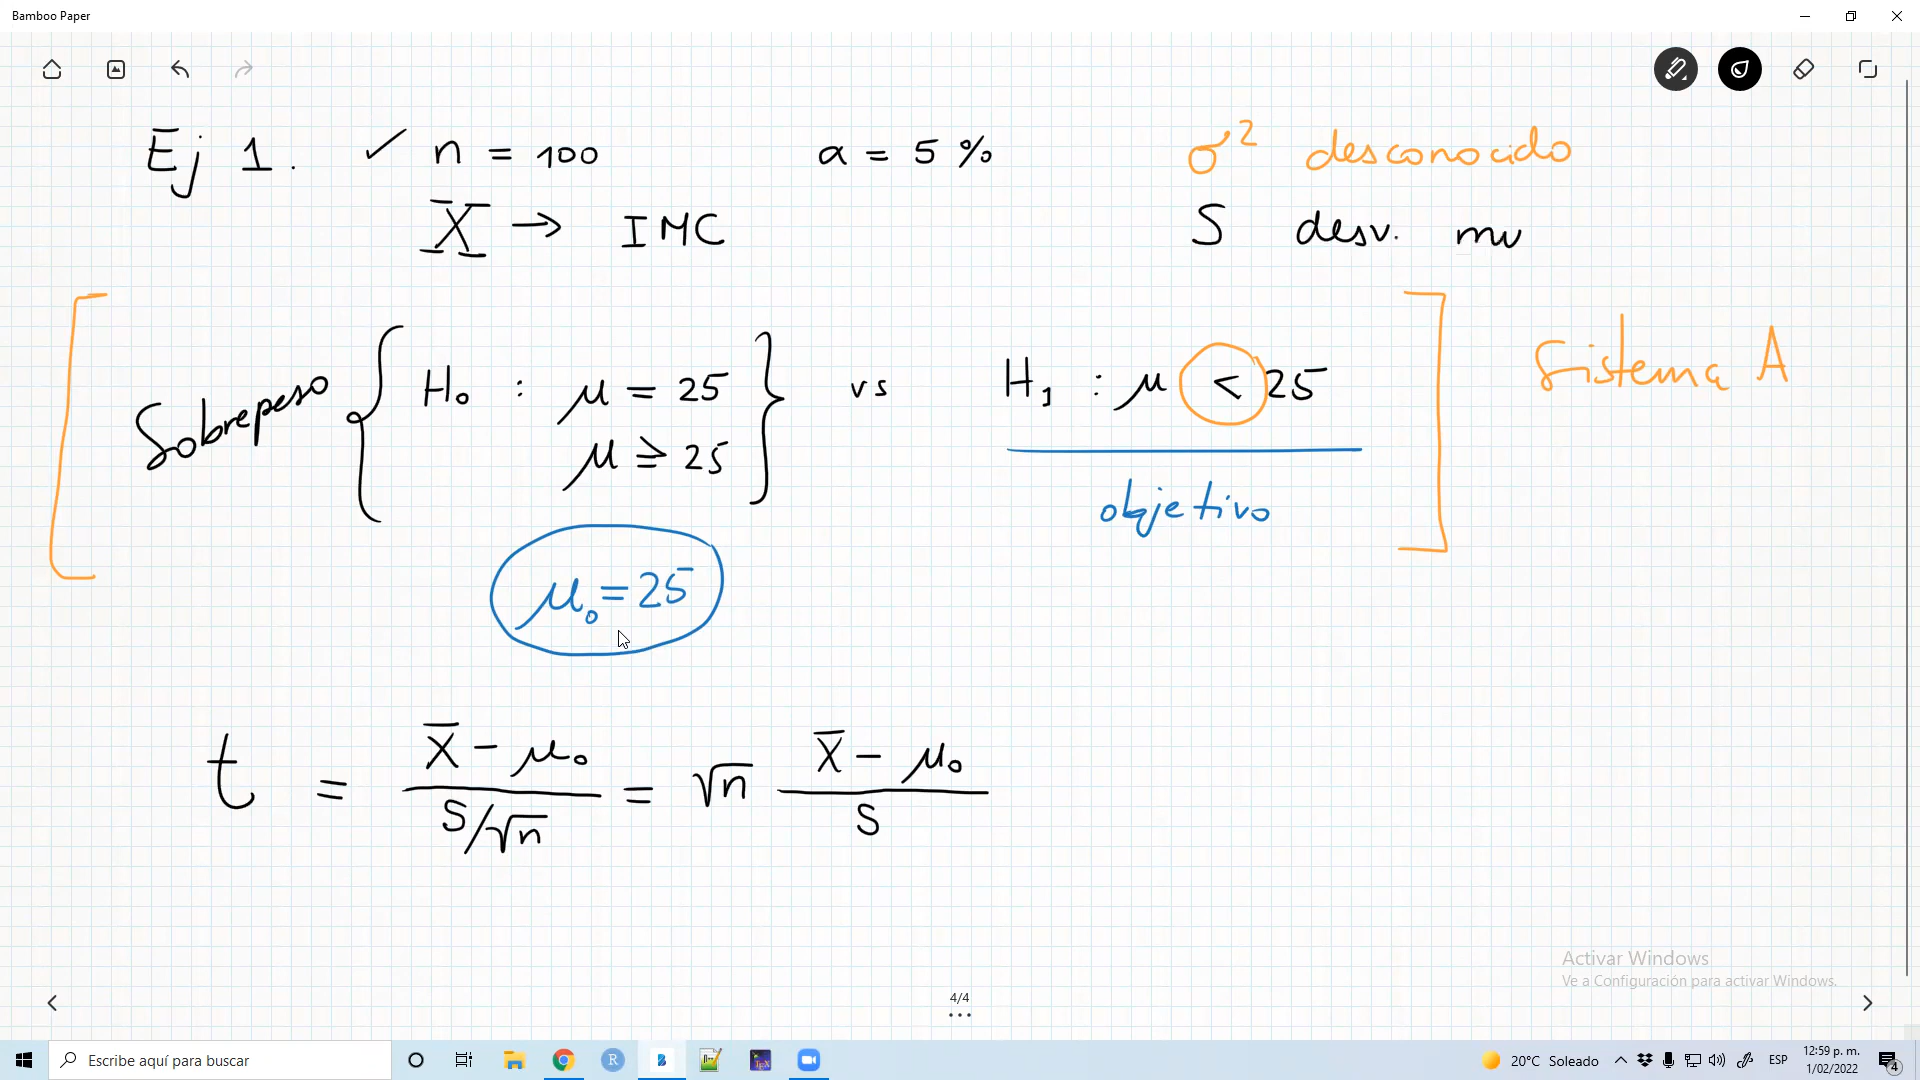 Bamboo Paper
Ej 1. ✓ n = 100 a = 5 % σ² desconocido
X → IMC S desv. mu
Sobrepeso { H₀ : μ = 25 } vs H₁ : μ < 25 Sistema A
μ ≥ 25
objetivo
μ₀ = 25
t = (X̄ - μ₀) / (S/√n) = √n (X̄ - μ₀) / S
Activar Windows
Ve a Configuración para activar Windows.
4/4
Escribe aquí para buscar
20°C Soleado
ESP
12:59 p. m.
1/02/2022
4